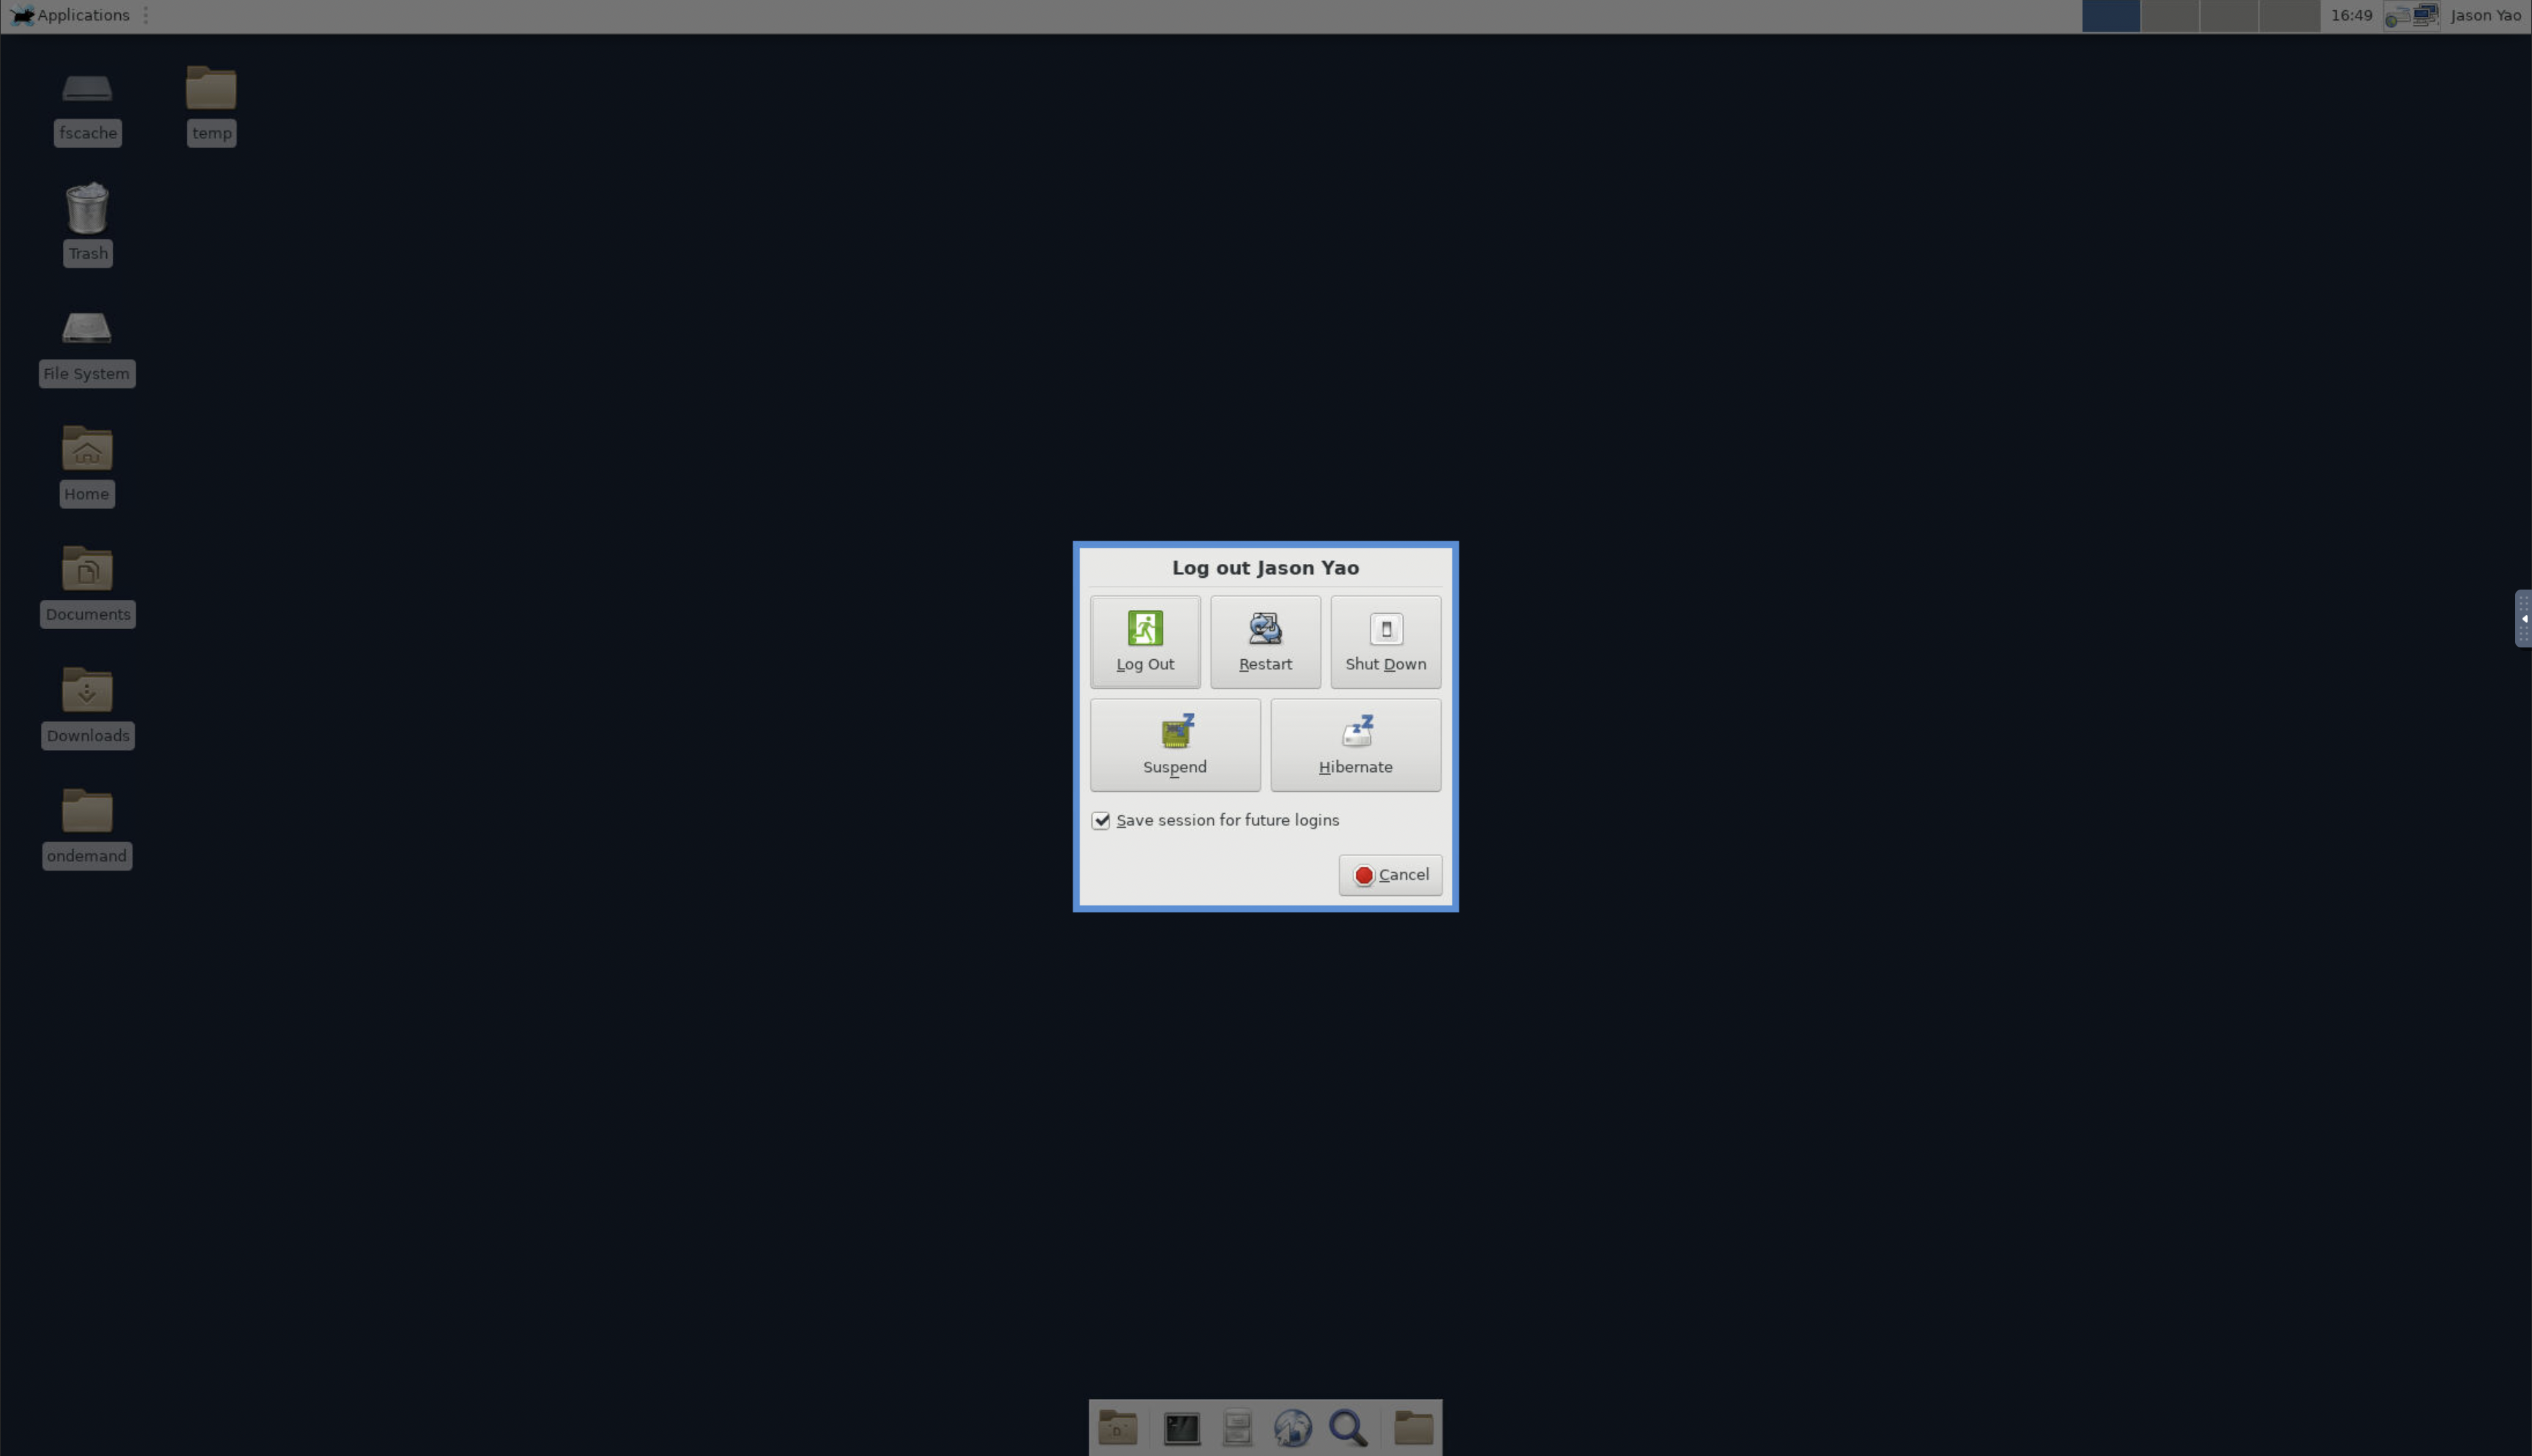 Applications
16:49
Jason Yao
fscache
temp
Trash
File System
Home
Documents
Downloads
ondemand
Log out Jason Yao
Log Out
Restart
Shut Down
Suspend
Hibernate
Save session for future logins
Cancel